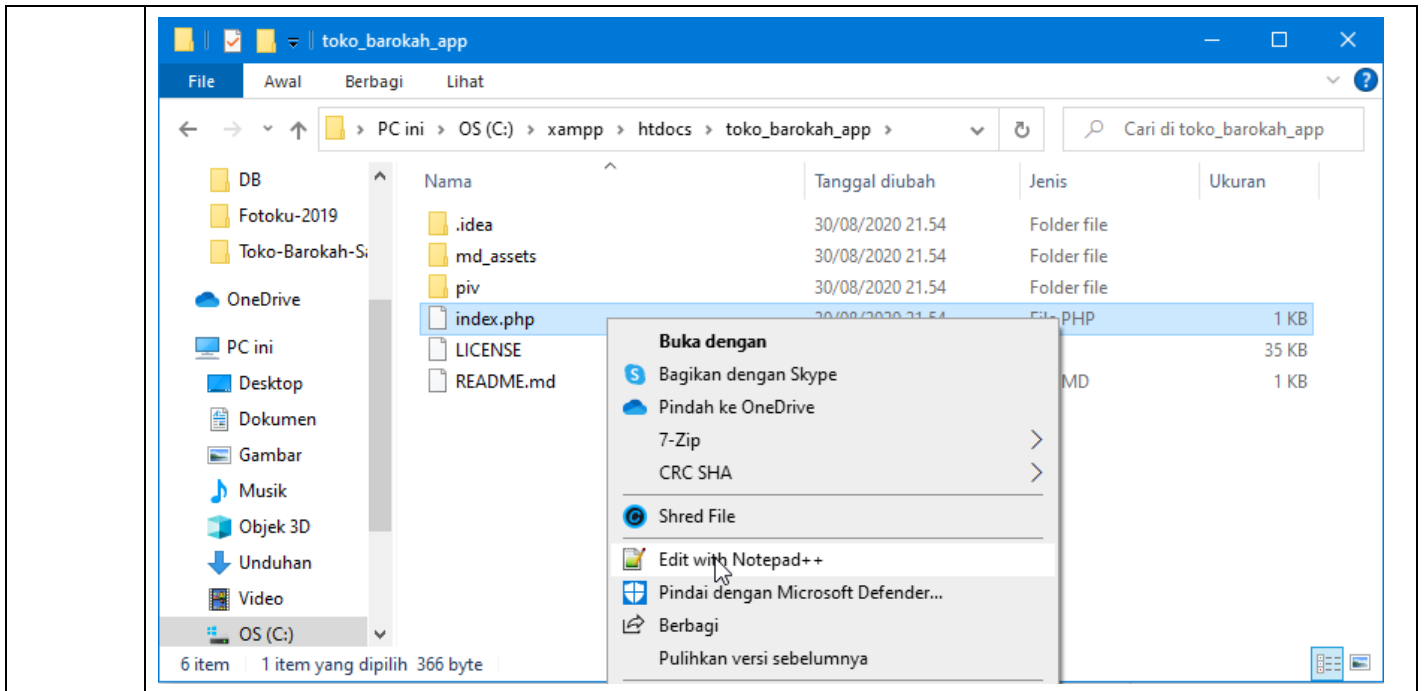 toko_barokah_app
File Awal Berbagi Lihat
PC ini > OS (C:) > xampp > htdocs > toko_barokah_app >
Cari di toko_barokah_app
DB
Fotoku-2019
Toko-Barokah-Sa
OneDrive
PC ini
Desktop
Dokumen
Gambar
Musik
Objek 3D
Unduhan
Video
OS (C:)
Nama Tanggal diubah Jenis Ukuran
.idea 30/08/2020 21.54 Folder file
md_assets 30/08/2020 21.54 Folder file
piv 30/08/2020 21.54 Folder file
index.php 30/08/2020 21.54 File PHP 1 KB
LICENSE 35 KB
README.md MD 1 KB
Buka dengan
Bagikan dengan Skype
Pindah ke OneDrive
7-Zip
CRC SHA
Shred File
Edit with Notepad++
Pindai dengan Microsoft Defender...
Berbagi
Pulihkan versi sebelumnya
6 item 1 item yang dipilih 366 byte